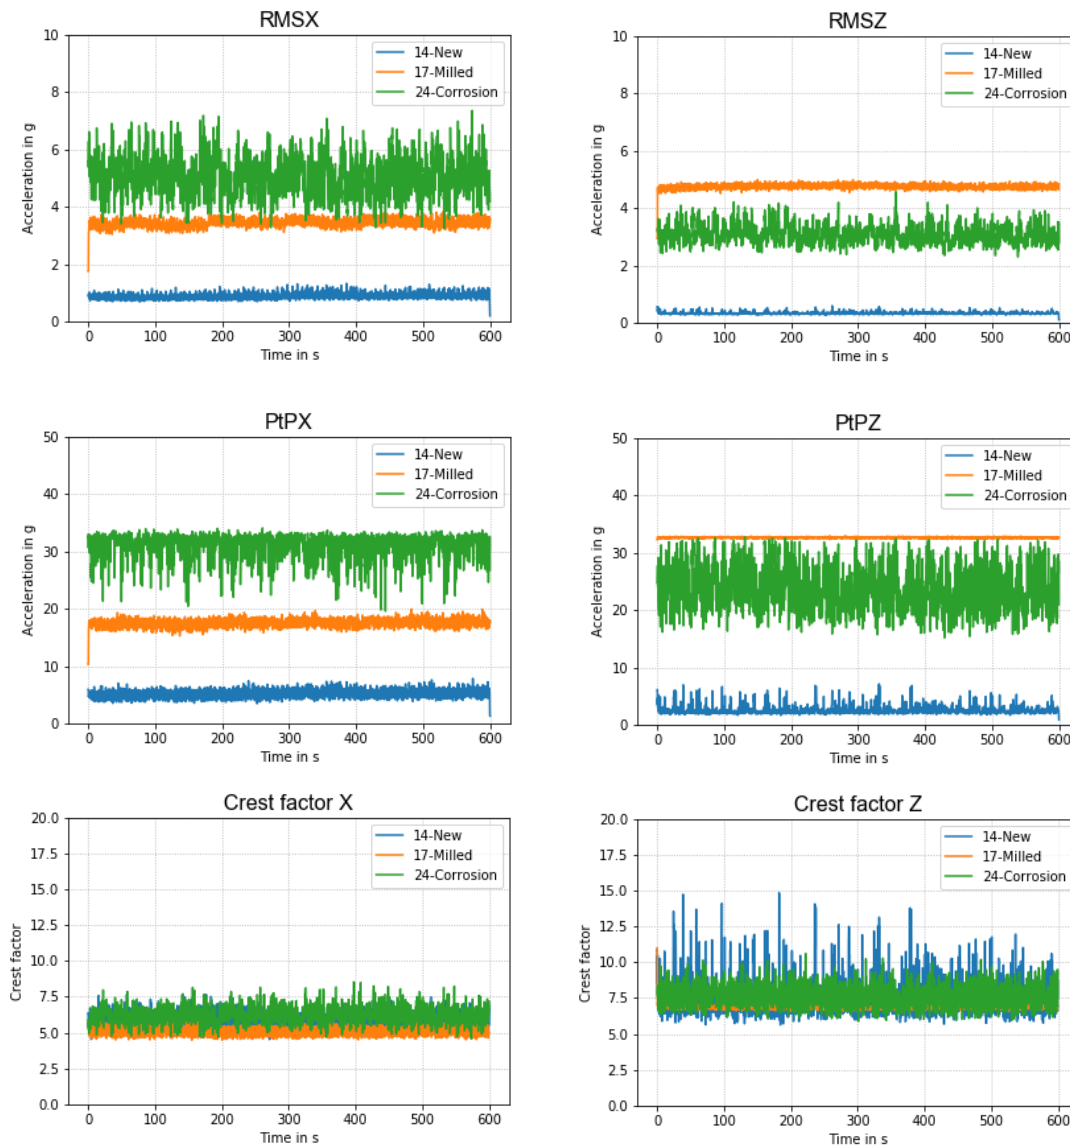 RMSX
10
8
6
4
2
0
Acceleration in g
14-New
17-Milled
24-Corrosion
0 100 200 300 400 500 600
Time in s
RMSZ
10
8
6
4
2
0
Acceleration in g
14-New
17-Milled
24-Corrosion
0 100 200 300 400 500 600
Time in s
PtPX
50
40
30
20
10
0
Acceleration in g
14-New
17-Milled
24-Corrosion
0 100 200 300 400 500 600
Time in s
PtPZ
50
40
30
20
10
0
Acceleration in g
14-New
17-Milled
24-Corrosion
0 100 200 300 400 500 600
Time in s
Crest factor X
20.0
17.5
15.0
12.5
10.0
7.5
5.0
2.5
0.0
Crest factor
14-New
17-Milled
24-Corrosion
0 100 200 300 400 500 600
Time in s
Crest factor Z
20.0
17.5
15.0
12.5
10.0
7.5
5.0
2.5
0.0
Crest factor
14-New
17-Milled
24-Corrosion
0 100 200 300 400 500 600
Time in s